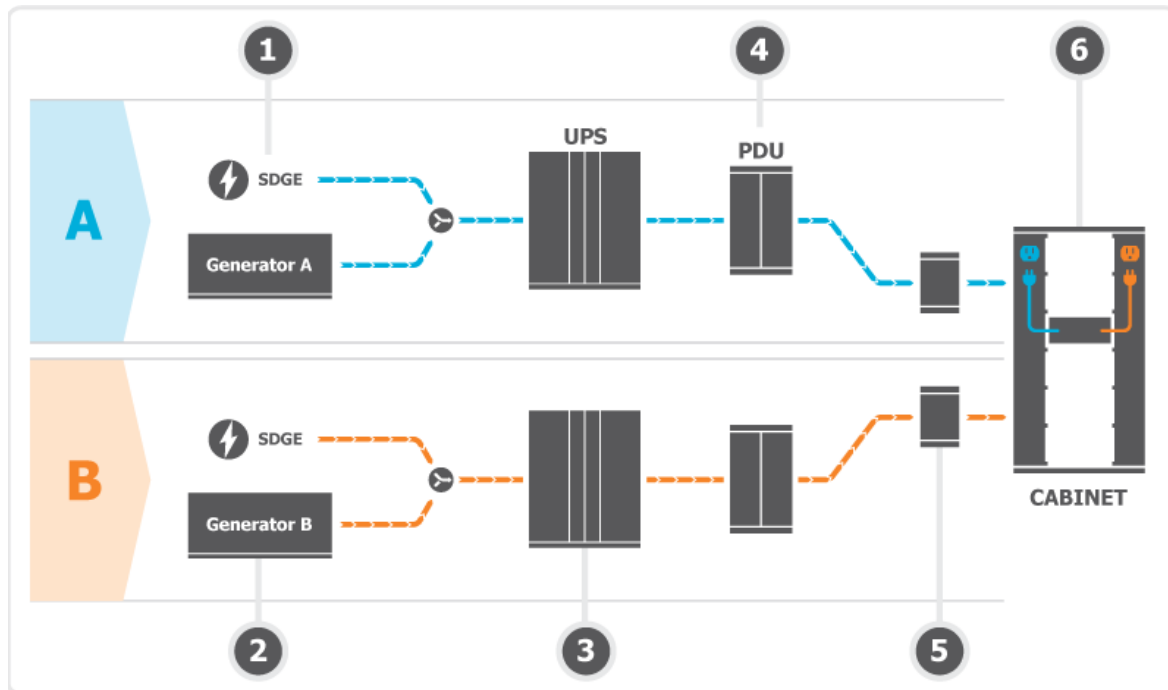 1
4
6
UPS
PDU
A
SDGE
Generator A
B
SDGE
Generator B
CABINET
2
3
5